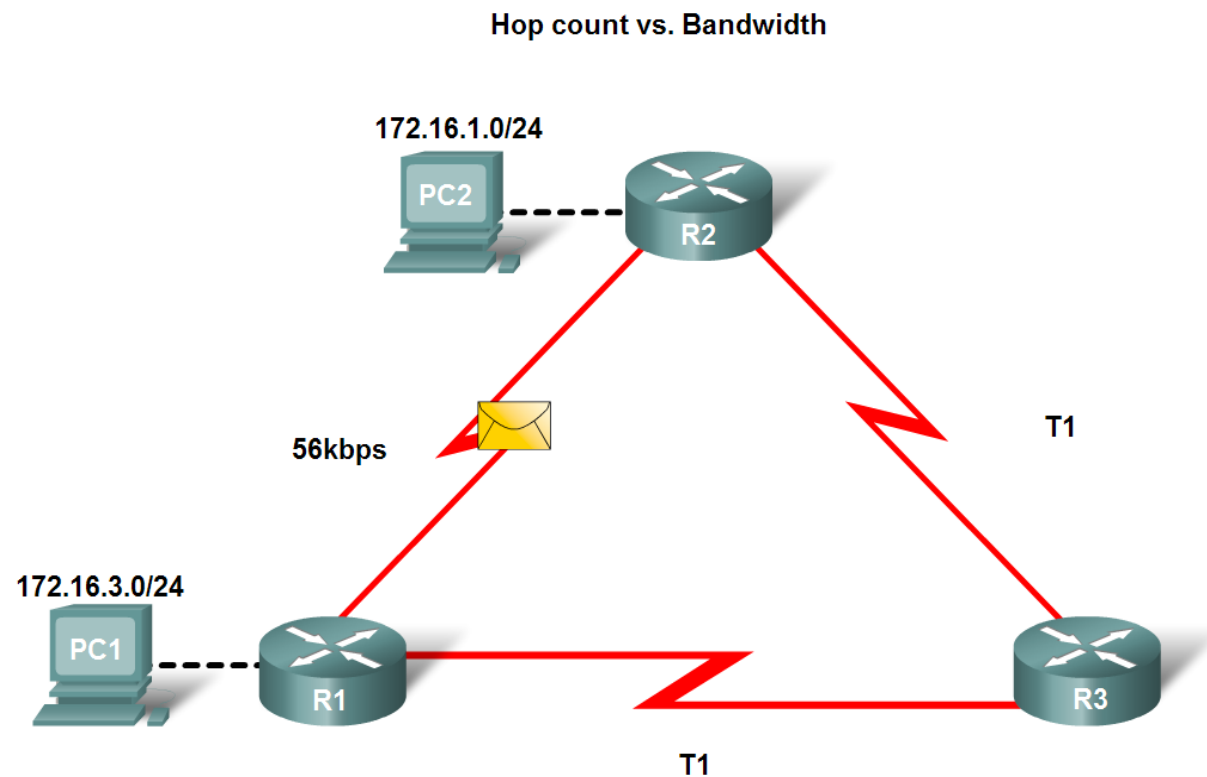 Hop count vs. Bandwidth
172.16.1.0/24
PC2
R2
56kbps
T1
172.16.3.0/24
PC1
R1
R3
T1